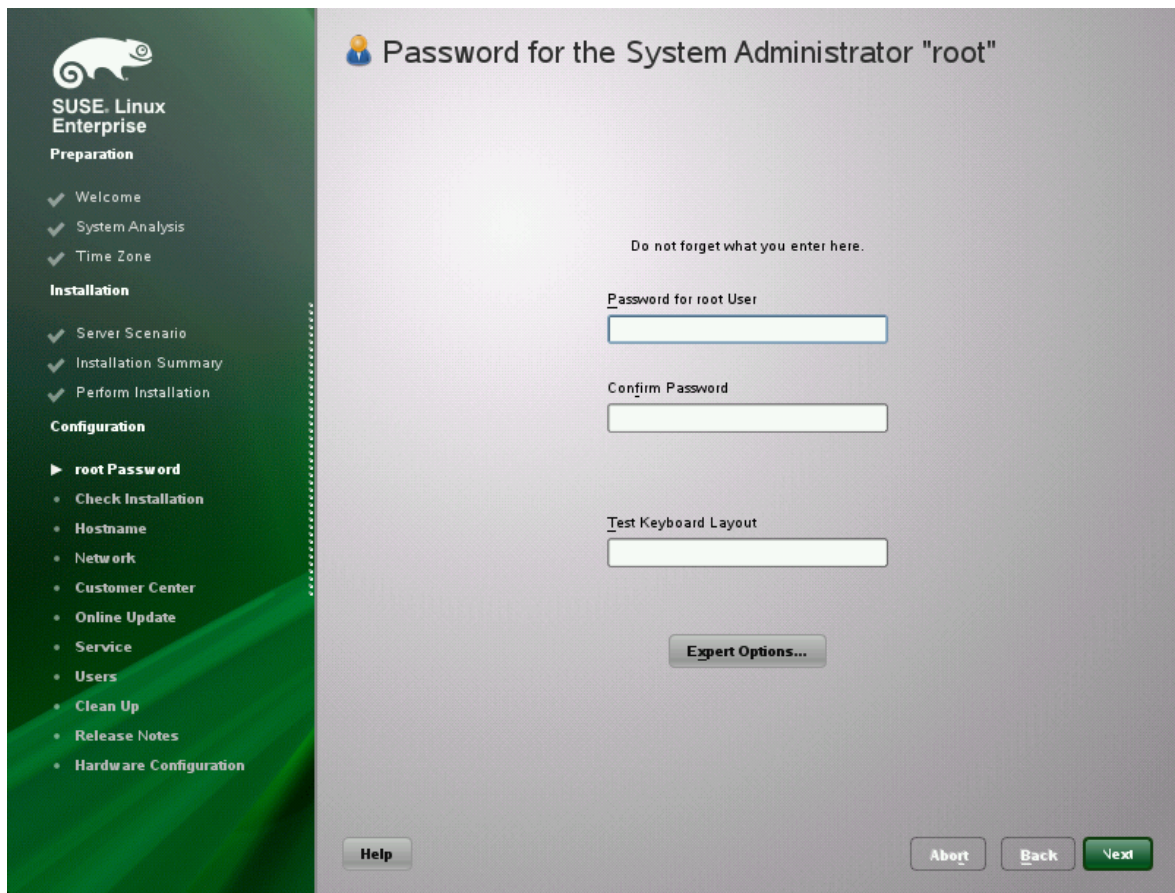 SUSE. Linux
Enterprise
Preparation
Welcome
System Analysis
Time Zone
Installation
Server Scenario
Installation Summary
Perform Installation
Configuration
root Password
Check Installation
Hostname
Network
Customer Center
Online Update
Service
Users
Clean Up
Release Notes
Hardware Configuration
Password for the System Administrator "root"
Do not forget what you enter here.
Password for root User
Confirm Password
Test Keyboard Layout
Expert Options...
Help
Abort
Back
Next